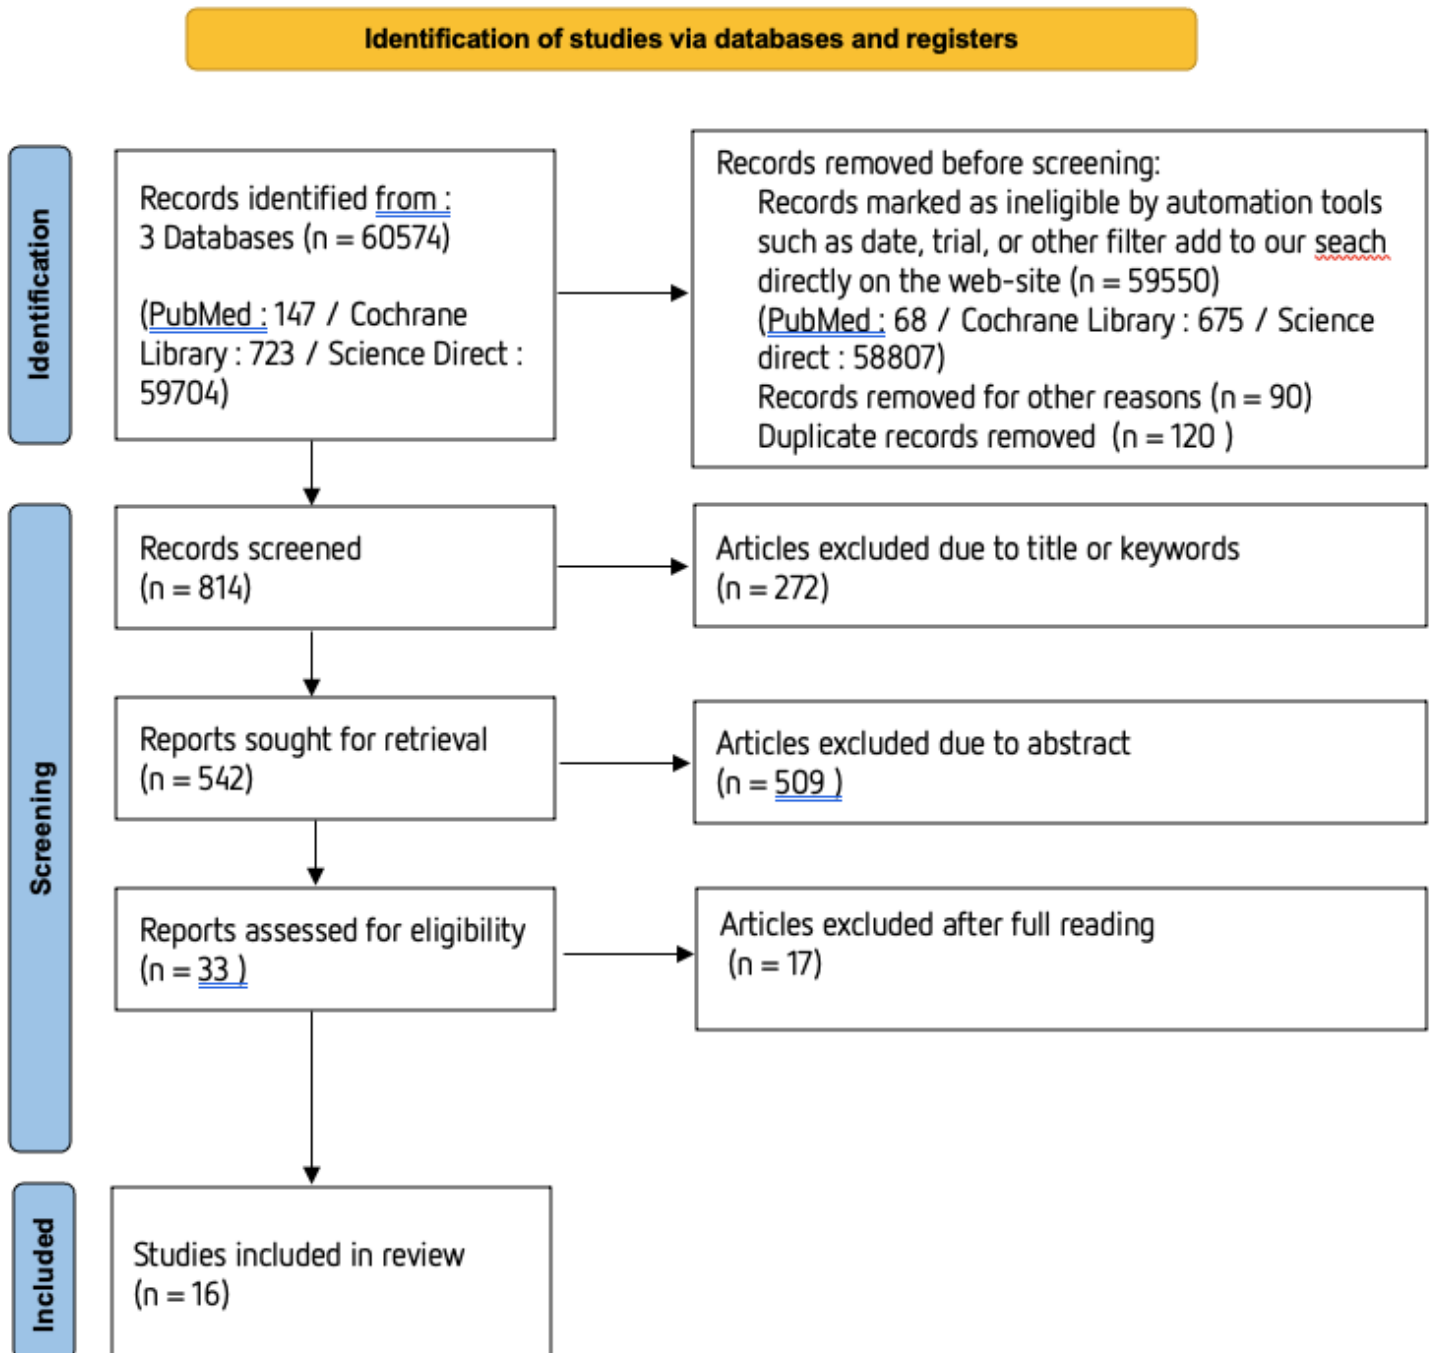 Identification of studies via databases and registers
Identification
Records identified from :
3 Databases (n = 60574)
(PubMed : 147 / Cochrane
Library : 723 / Science Direct :
59704)
Records removed before screening:
Records marked as ineligible by automation tools
such as date, trial, or other filter add to our seach
directly on the web-site (n = 59550)
(PubMed : 68 / Cochrane Library : 675 / Science
direct : 58807)
Records removed for other reasons (n = 90)
Duplicate records removed (n = 120 )
Screening
Records screened
(n = 814)
Articles excluded due to title or keywords
(n = 272)
Reports sought for retrieval
(n = 542)
Articles excluded due to abstract
(n = 509 )
Reports assessed for eligibility
(n = 33 )
Articles excluded after full reading
(n = 17)
Included
Studies included in review
(n = 16)